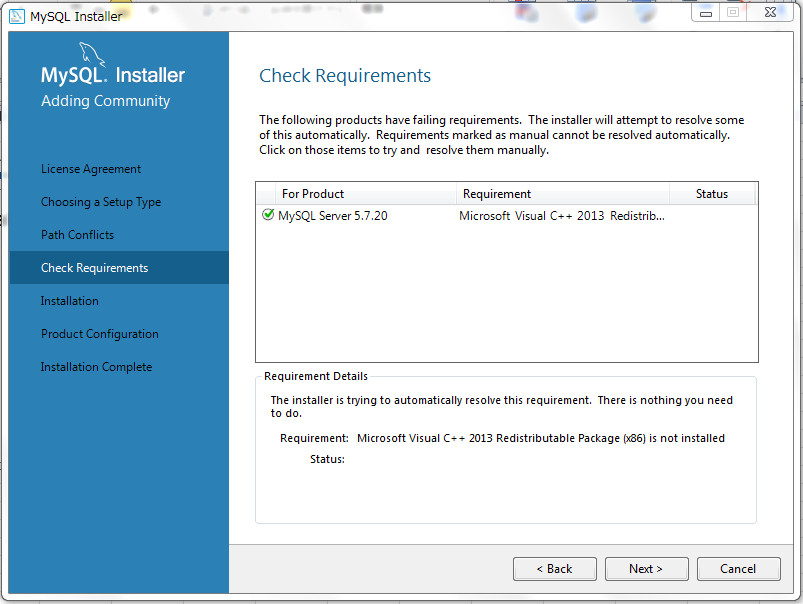 MySQL Installer
MySQL. Installer
Adding Community
License Agreement
Choosing a Setup Type
Path Conflicts
Check Requirements
Installation
Product Configuration
Installation Complete
Check Requirements
The following products have failing requirements. The installer will attempt to resolve some
of this automatically. Requirements marked as manual cannot be resolved automatically.
Click on those items to try and resolve them manually.
For Product Requirement Status
MySQL Server 5.7.20 Microsoft Visual C++ 2013 Redistrib...
Requirement Details
The installer is trying to automatically resolve this requirement. There is nothing you need
to do.
Requirement: Microsoft Visual C++ 2013 Redistributable Package (x86) is not installed
Status:
< Back Next > Cancel